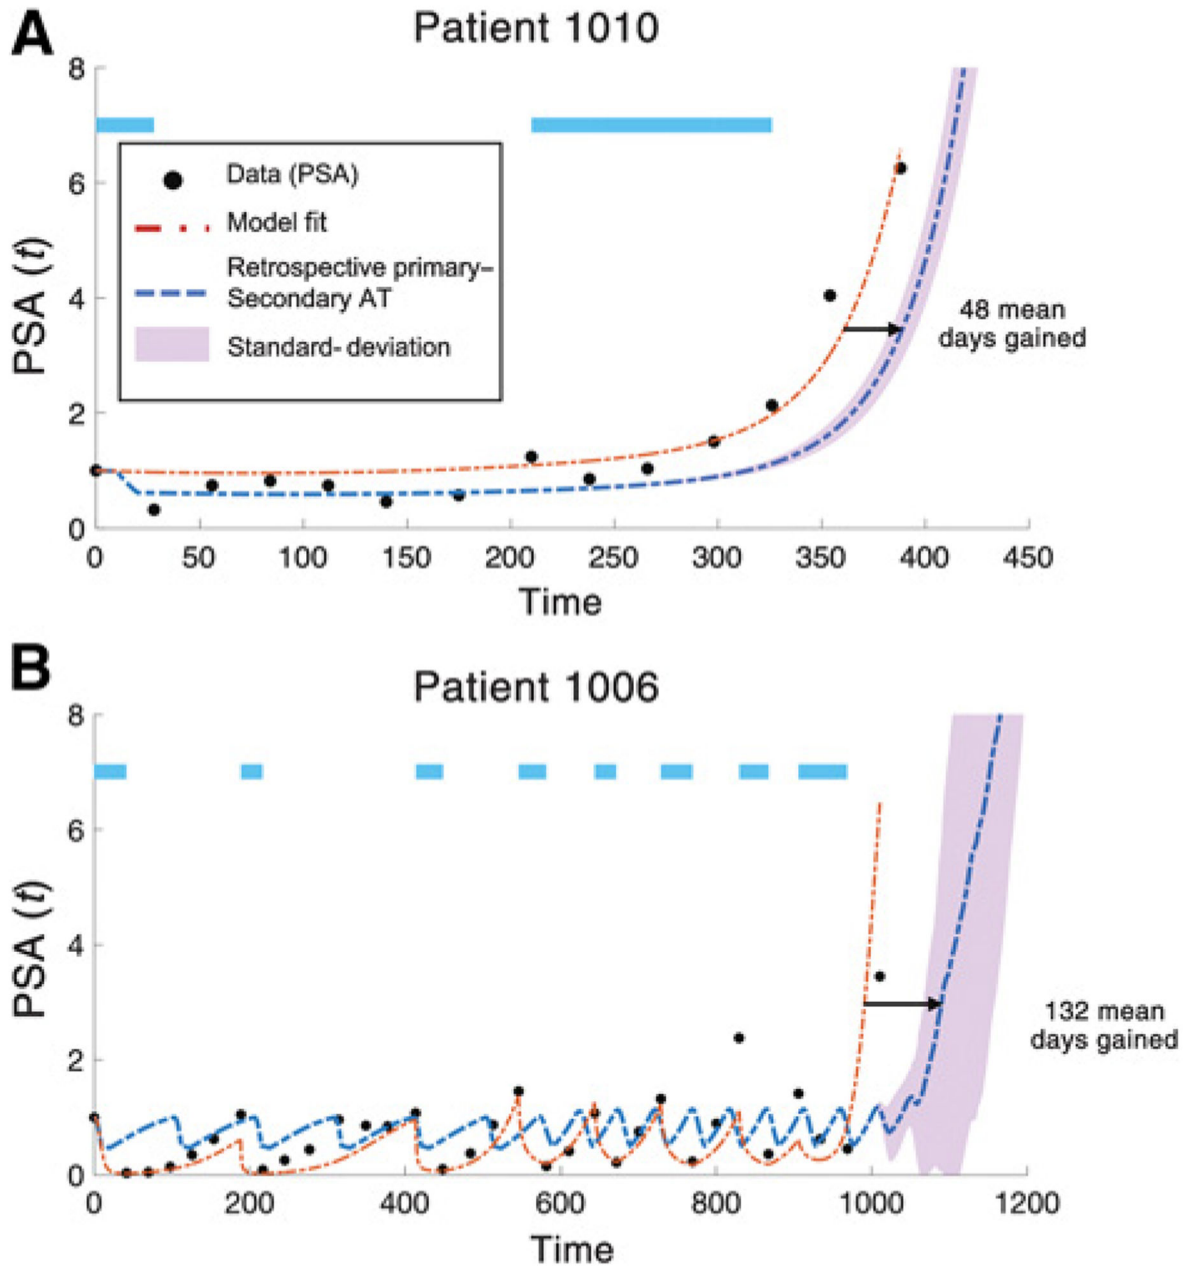 A
Patient 1010
8
6
4
2
0
PSA (t)
Data (PSA)
Model fit
Retrospective primary–
Secondary AT
Standard- deviation
48 mean
days gained
0 50 100 150 200 250 300 350 400 450
Time
B
Patient 1006
8
6
4
2
0
PSA (t)
132 mean
days gained
0 200 400 600 800 1000 1200
Time